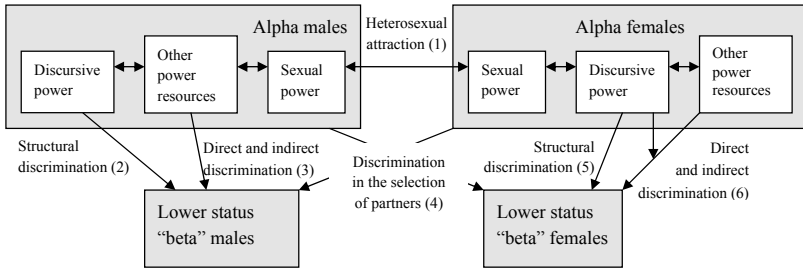 Alpha males
Heterosexual
attraction (1)
Alpha females
Discursive
power
Other
power
resources
Sexual
power
Sexual
power
Discursive
power
Other
power
resources
Structural
discrimination (2)
Direct and indirect
discrimination (3)
Discrimination
in the selection
of partners (4)
Structural
discrimination (5)
Direct
and indirect
discrimination (6)
Lower status
“beta” males
Lower status
“beta” females